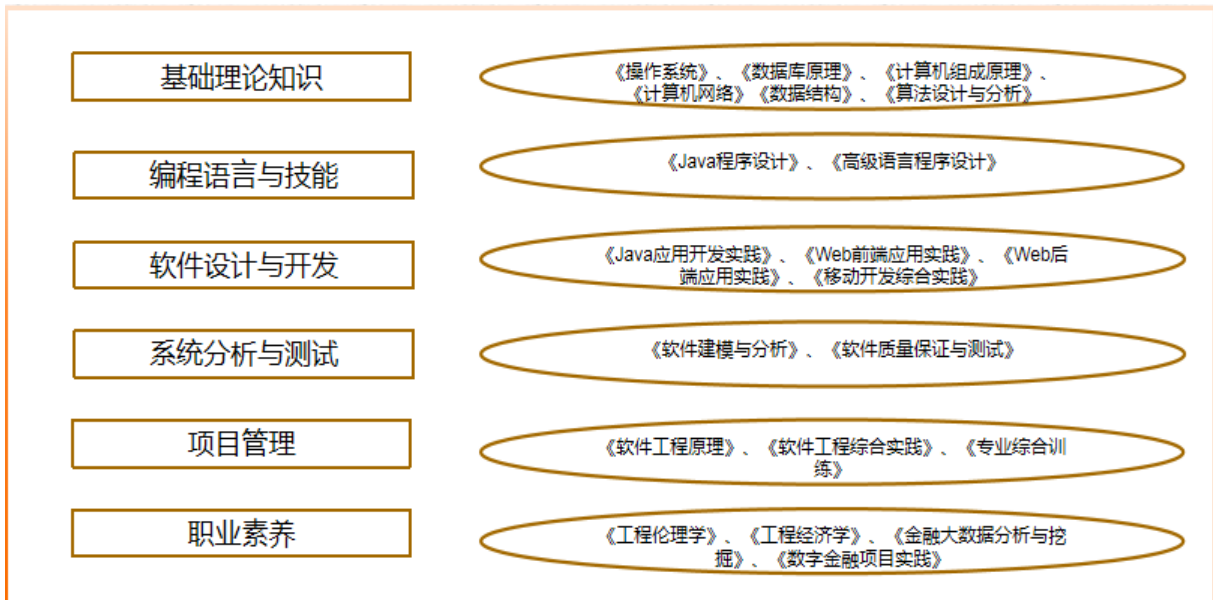 基础理论知识
《操作系统》、《数据库原理》、《计算机组成原理》、
《计算机网络》《数据结构》、《算法设计与分析》
编程语言与技能
《Java程序设计》、《高级语言程序设计》
软件设计与开发
《Java应用开发实践》、《Web前端应用实践》、《Web后
端应用实践》、《移动开发综合实践》
系统分析与测试
《软件建模与分析》、《软件质量保证与测试》
项目管理
《软件工程原理》、《软件工程综合实践》、《专业综合训
练》
职业素养
《工程伦理学》、《工程经济学》、《金融大数据分析与挖
掘》、《数字金融项目实践》